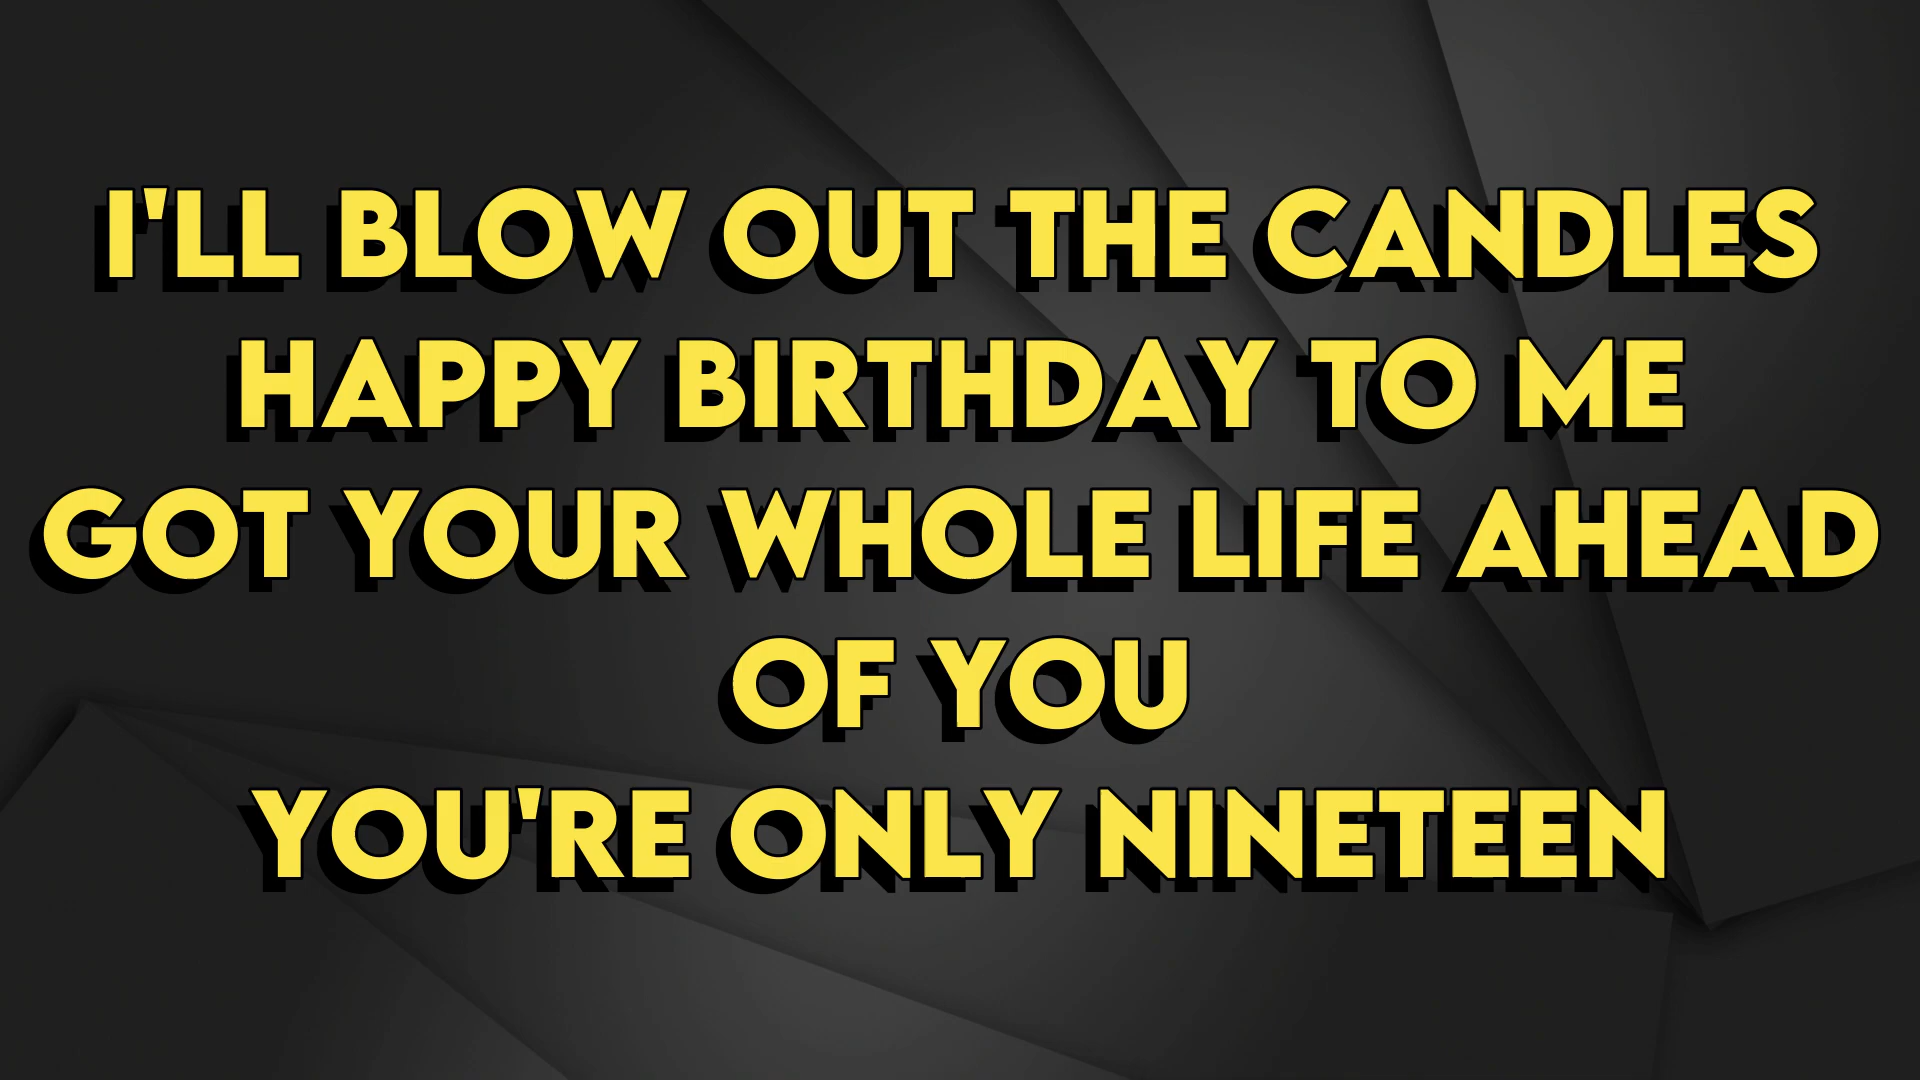 I'LL BLOW OUT THE CANDLES
HAPPY BIRTHDAY TO ME
GOT YOUR WHOLE LIFE AHEAD
OF YOU
YOU'RE ONLY NINETEEN